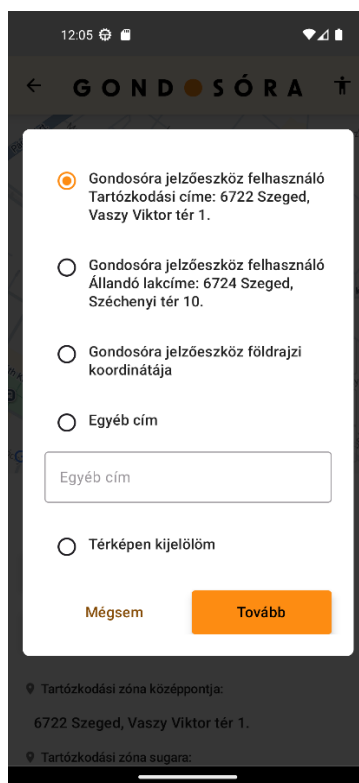 12:05
GONDOSÓRA
Gondosóra jelzőeszköz felhasználó
Tartózkodási címe: 6722 Szeged,
Vaszy Viktor tér 1.
Gondosóra jelzőeszköz felhasználó
Állandó lakcíme: 6724 Szeged,
Széchenyi tér 10.
Gondosóra jelzőeszköz földrajzi
koordinátája
Egyéb cím
Egyéb cím
Térképen kijelölöm
Mégsem Tovább
Tartózkodási zóna középpontja:
6722 Szeged, Vaszy Viktor tér 1.
Tartózkodási zóna sugara: